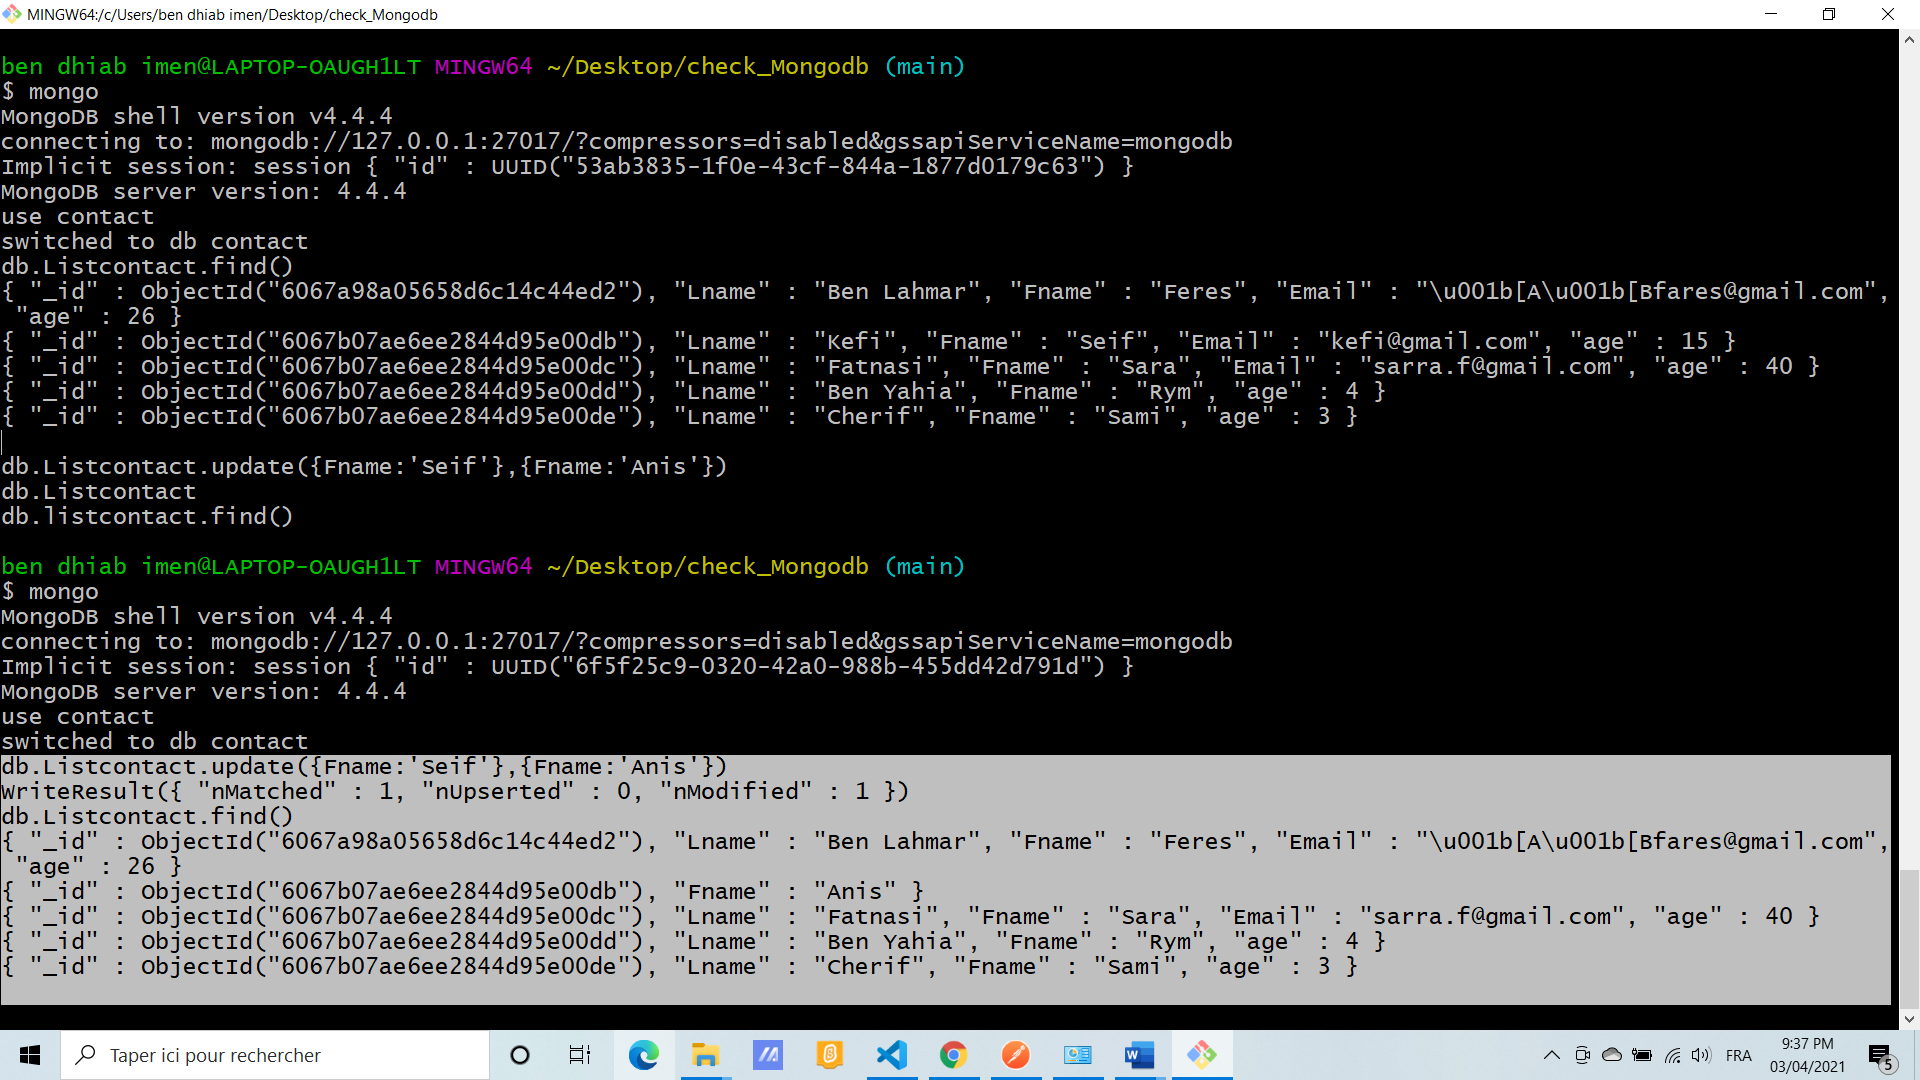 MINGW64:/c/Users/ben dhiab imen/Desktop/check_Mongodb
ben dhiab imen@LAPTOP-OAUGH1LT MINGW64 ~/Desktop/check_Mongodb (main)
$ mongo
MongoDB shell version v4.4.4
connecting to: mongodb://127.0.0.1:27017/?compressors=disabled&gssapiServiceName=mongodb
Implicit session: session { "id" : UUID("53ab3835-1f0e-43cf-844a-1877d0179c63") }
MongoDB server version: 4.4.4
use contact
switched to db contact
db.Listcontact.find()
{ "_id" : ObjectId("6067a98a05658d6c14c44ed2"), "Lname" : "Ben Lahmar", "Fname" : "Feres", "Email" : "\u001b[A\u001b[Bfares@gmail.com",
 "age" : 26 }
{ "_id" : ObjectId("6067b07ae6ee2844d95e00db"), "Lname" : "Kefi", "Fname" : "Seif", "Email" : "kefi@gmail.com", "age" : 15 }
{ "_id" : ObjectId("6067b07ae6ee2844d95e00dc"), "Lname" : "Fatnasi", "Fname" : "Sara", "Email" : "sarra.f@gmail.com", "age" : 40 }
{ "_id" : ObjectId("6067b07ae6ee2844d95e00dd"), "Lname" : "Ben Yahia", "Fname" : "Rym", "age" : 4 }
{ "_id" : ObjectId("6067b07ae6ee2844d95e00de"), "Lname" : "Cherif", "Fname" : "Sami", "age" : 3 }
db.Listcontact.update({Fname:'Seif'},{Fname:'Anis'})
db.Listcontact
db.listcontact.find()
ben dhiab imen@LAPTOP-OAUGH1LT MINGW64 ~/Desktop/check_Mongodb (main)
$ mongo
MongoDB shell version v4.4.4
connecting to: mongodb://127.0.0.1:27017/?compressors=disabled&gssapiServiceName=mongodb
Implicit session: session { "id" : UUID("6f5f25c9-0320-42a0-988b-455dd42d791d") }
MongoDB server version: 4.4.4
use contact
switched to db contact
db.Listcontact.update({Fname:'Seif'},{Fname:'Anis'})
WriteResult({ "nMatched" : 1, "nUpserted" : 0, "nModified" : 1 })
db.Listcontact.find()
{ "_id" : ObjectId("6067a98a05658d6c14c44ed2"), "Lname" : "Ben Lahmar", "Fname" : "Feres", "Email" : "\u001b[A\u001b[Bfares@gmail.com",
 "age" : 26 }
{ "_id" : ObjectId("6067b07ae6ee2844d95e00db"), "Fname" : "Anis" }
{ "_id" : ObjectId("6067b07ae6ee2844d95e00dc"), "Lname" : "Fatnasi", "Fname" : "Sara", "Email" : "sarra.f@gmail.com", "age" : 40 }
{ "_id" : ObjectId("6067b07ae6ee2844d95e00dd"), "Lname" : "Ben Yahia", "Fname" : "Rym", "age" : 4 }
{ "_id" : ObjectId("6067b07ae6ee2844d95e00de"), "Lname" : "Cherif", "Fname" : "Sami", "age" : 3 }
Taper ici pour rechercher
FRA
9:37 PM
03/04/2021
5